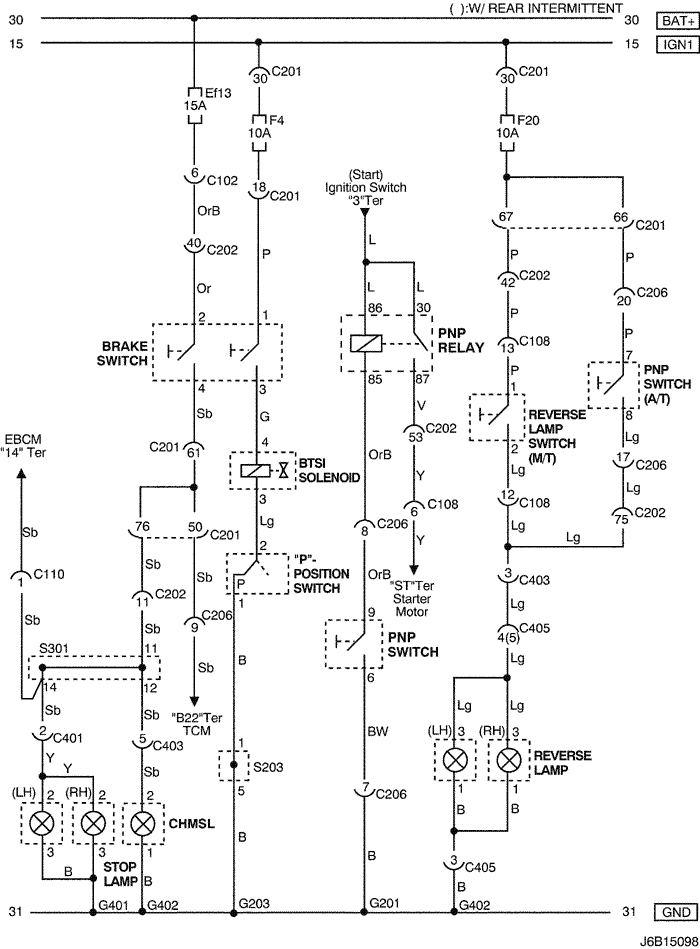 ( ):W/ REAR INTERMITTENT
30
30
BAT+
15
15
IGN1
30
C201
30
C201
Ef13
15A
F4
10A
F20
10A
6
C102
18
C201
(Start)
Ignition Switch
"3"Ter
OrB
67
66
C201
40
C202
P
L
P
P
Or
L
L
42
C202
20
C206
2
1
86
30
P
P
BRAKE
SWITCH
PNP
RELAY
13
C108
7
PNP
SWITCH
(A/T)
4
3
85
87
P
1
8
Sb
G
V
REVERSE
LAMP
SWITCH
(M/T)
Lg
EBCM
"14" Ter
C201
61
4
53
C202
2
17
C206
BTSI
SOLENOID
OrB
Y
Lg
Lg
3
12
C108
75
C202
76
50
C201
Lg
6
C108
Sb
2
8
C206
Y
Lg
Sb
Sb
"P"-
POSITION
SWITCH
P
OrB
"ST"Ter
Starter
Motor
3
C403
1
C110
11
C202
1
Lg
Sb
9
C206
9
4(5)
C405
Sb
B
PNP
SWITCH
Lg
S301
11
Sb
6
14
12
Lg
Lg
Sb
Sb
"B22"Ter
TCM
BW
(LH)
3
(RH)
3
2
C401
5
C403
1
S203
REVERSE
LAMP
Y
Y
Sb
5
7
C206
1
1
(LH)
2
(RH)
2
2
B
B
CHMSL
B
B
3
C405
3
3
1
B
STOP
LAMP
B
B
31
G401
G402
G203
G201
G402
31
GND
J6B15098